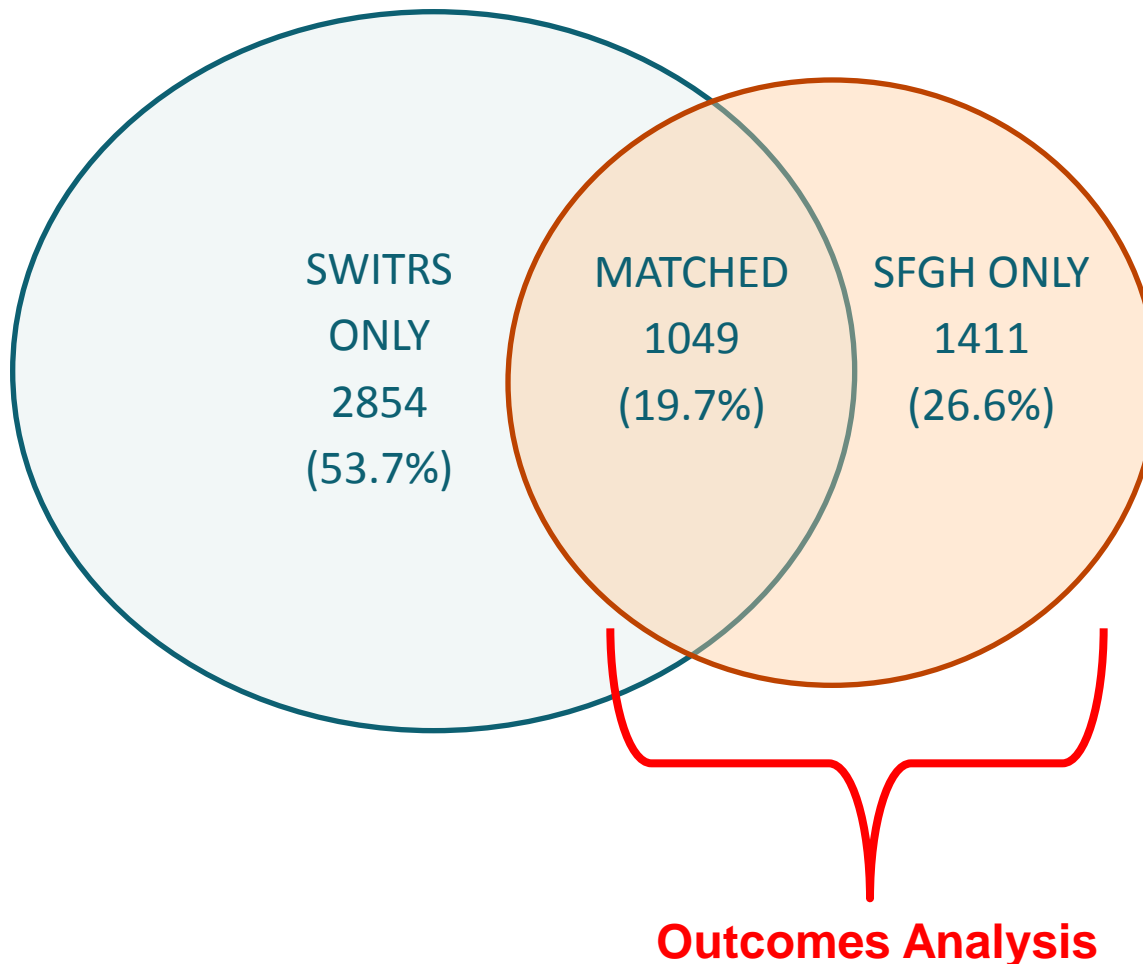 SWITRS
ONLY
2854
(53.7%)
MATCHED
1049
(19.7%)
SFGH ONLY
1411
(26.6%)
Outcomes Analysis